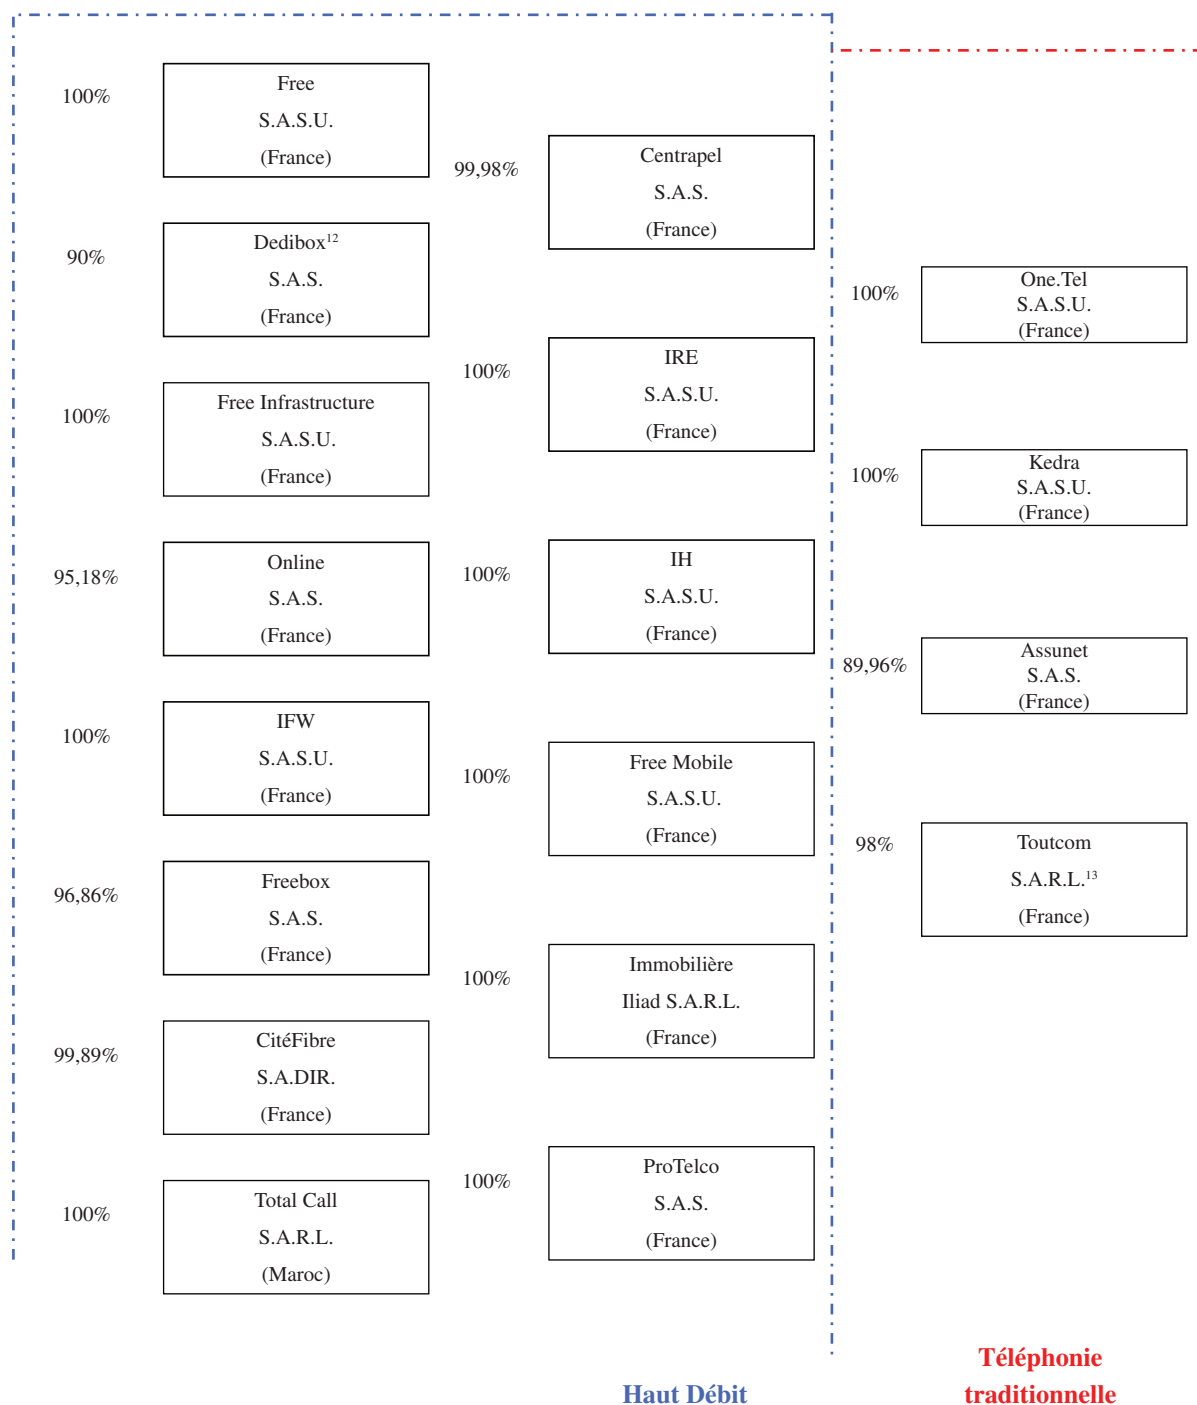 100%
Free
S.A.S.U.
(France)
90%
Dedibox¹²
S.A.S.
(France)
100%
Free Infrastructure
S.A.S.U.
(France)
95,18%
Online
S.A.S.
(France)
100%
IFW
S.A.S.U.
(France)
96,86%
Freebox
S.A.S.
(France)
99,89%
CitéFibre
S.A.DIR.
(France)
100%
Total Call
S.A.R.L.
(Maroc)
99,98%
Centrapel
S.A.S.
(France)
100%
IRE
S.A.S.U.
(France)
100%
IH
S.A.S.U.
(France)
100%
Free Mobile
S.A.S.U.
(France)
100%
Immobilière
Iliad S.A.R.L.
(France)
100%
ProTelco
S.A.S.
(France)
Haut Débit
100%
One.Tel
S.A.S.U.
(France)
100%
Kedra
S.A.S.U.
(France)
89,96%
Assunet
S.A.S.
(France)
98%
Toutcom
S.A.R.L.¹³
(France)
Téléphonie
traditionnelle